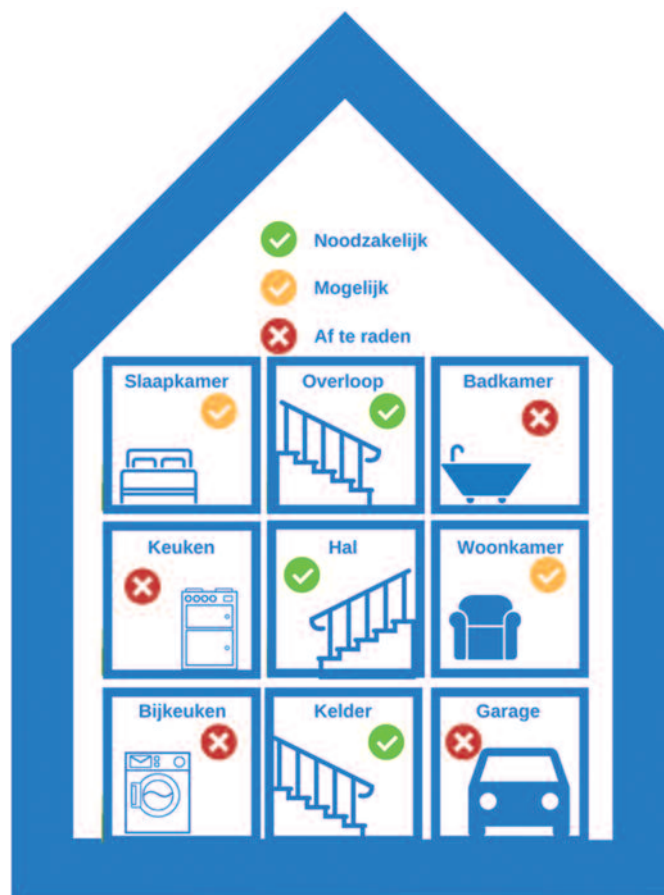 Noodzakelijk
Mogelijk
Af te raden
Slaapkamer
Overloop
Badkamer
Keuken
Hal
Woonkamer
Bijkeuken
Kelder
Garage